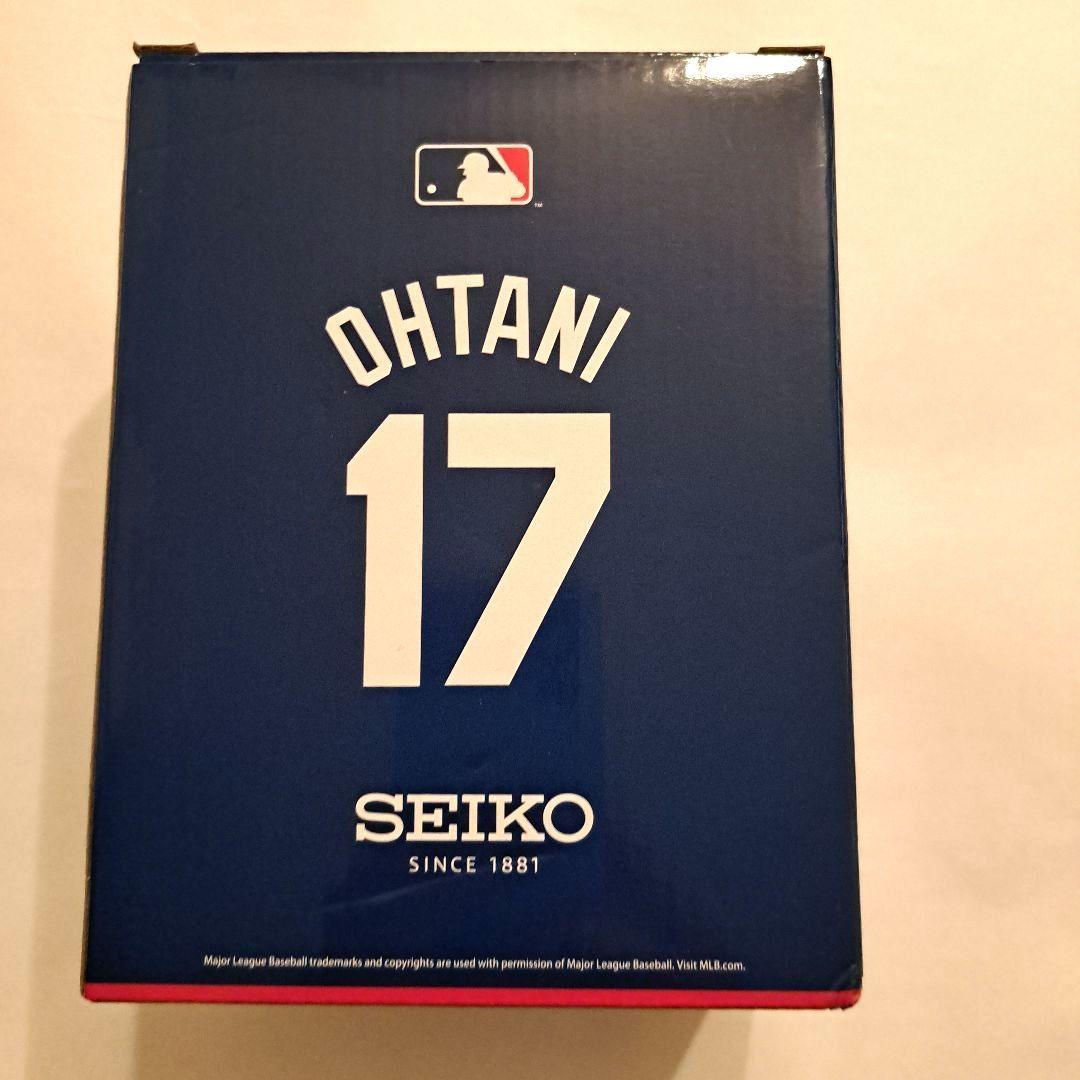 TM
OHTANI
17
SEIKO
SINCE 1881
Major League Baseball trademarks and copyrights are used with permission of Major League Baseball. Visit MLB.com.